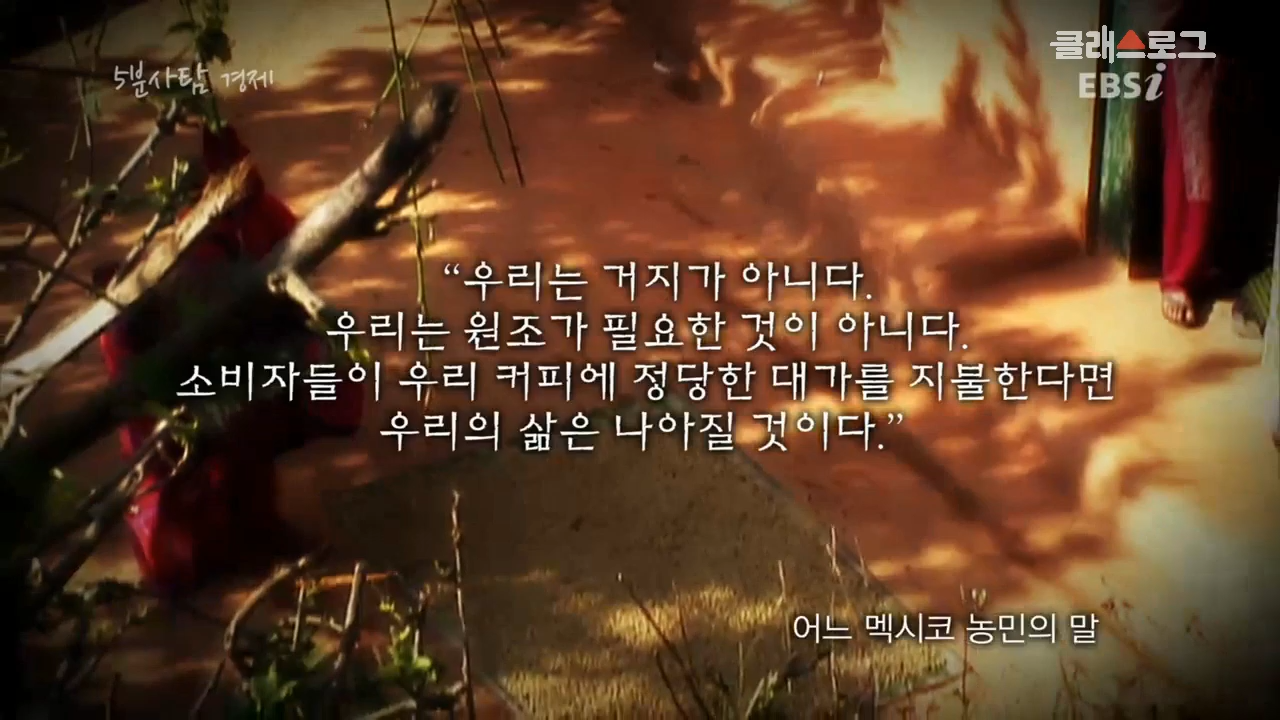 5분사탐 경제
클래스로그
EBSi
“우리는 거지가 아니다.
우리는 원조가 필요한 것이 아니다.
소비자들이 우리 커피에 정당한 대가를 지불한다면
우리의 삶은 나아질 것이다.”
어느 멕시코 농민의 말